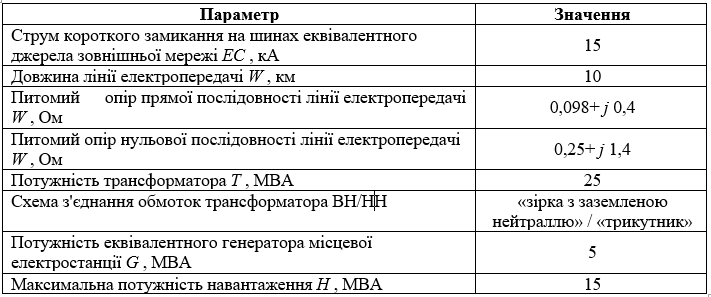 Параметр Значення
Струм короткого замикання на шинах еквівалентного
джерела зовнішньої мережі EC , кА
15
Довжина лінії електропередачі W , км
10
Питомий опір прямої послідовності лінії електропередачі
W , Ом
0,098+ j 0,4
Питомий опір нульової послідовності лінії електропередачі
W , Ом
0,25+ j 1,4
Потужність трансформатора T , МВА
25
Схема з'єднання обмоток трансформатора ВН/НН
«зірка з заземленою
нейтраллю» / «трикутник»
Потужність еквівалентного генератора місцевої
електростанції G , МВА
5
Максимальна потужність навантаження H , МВА
15